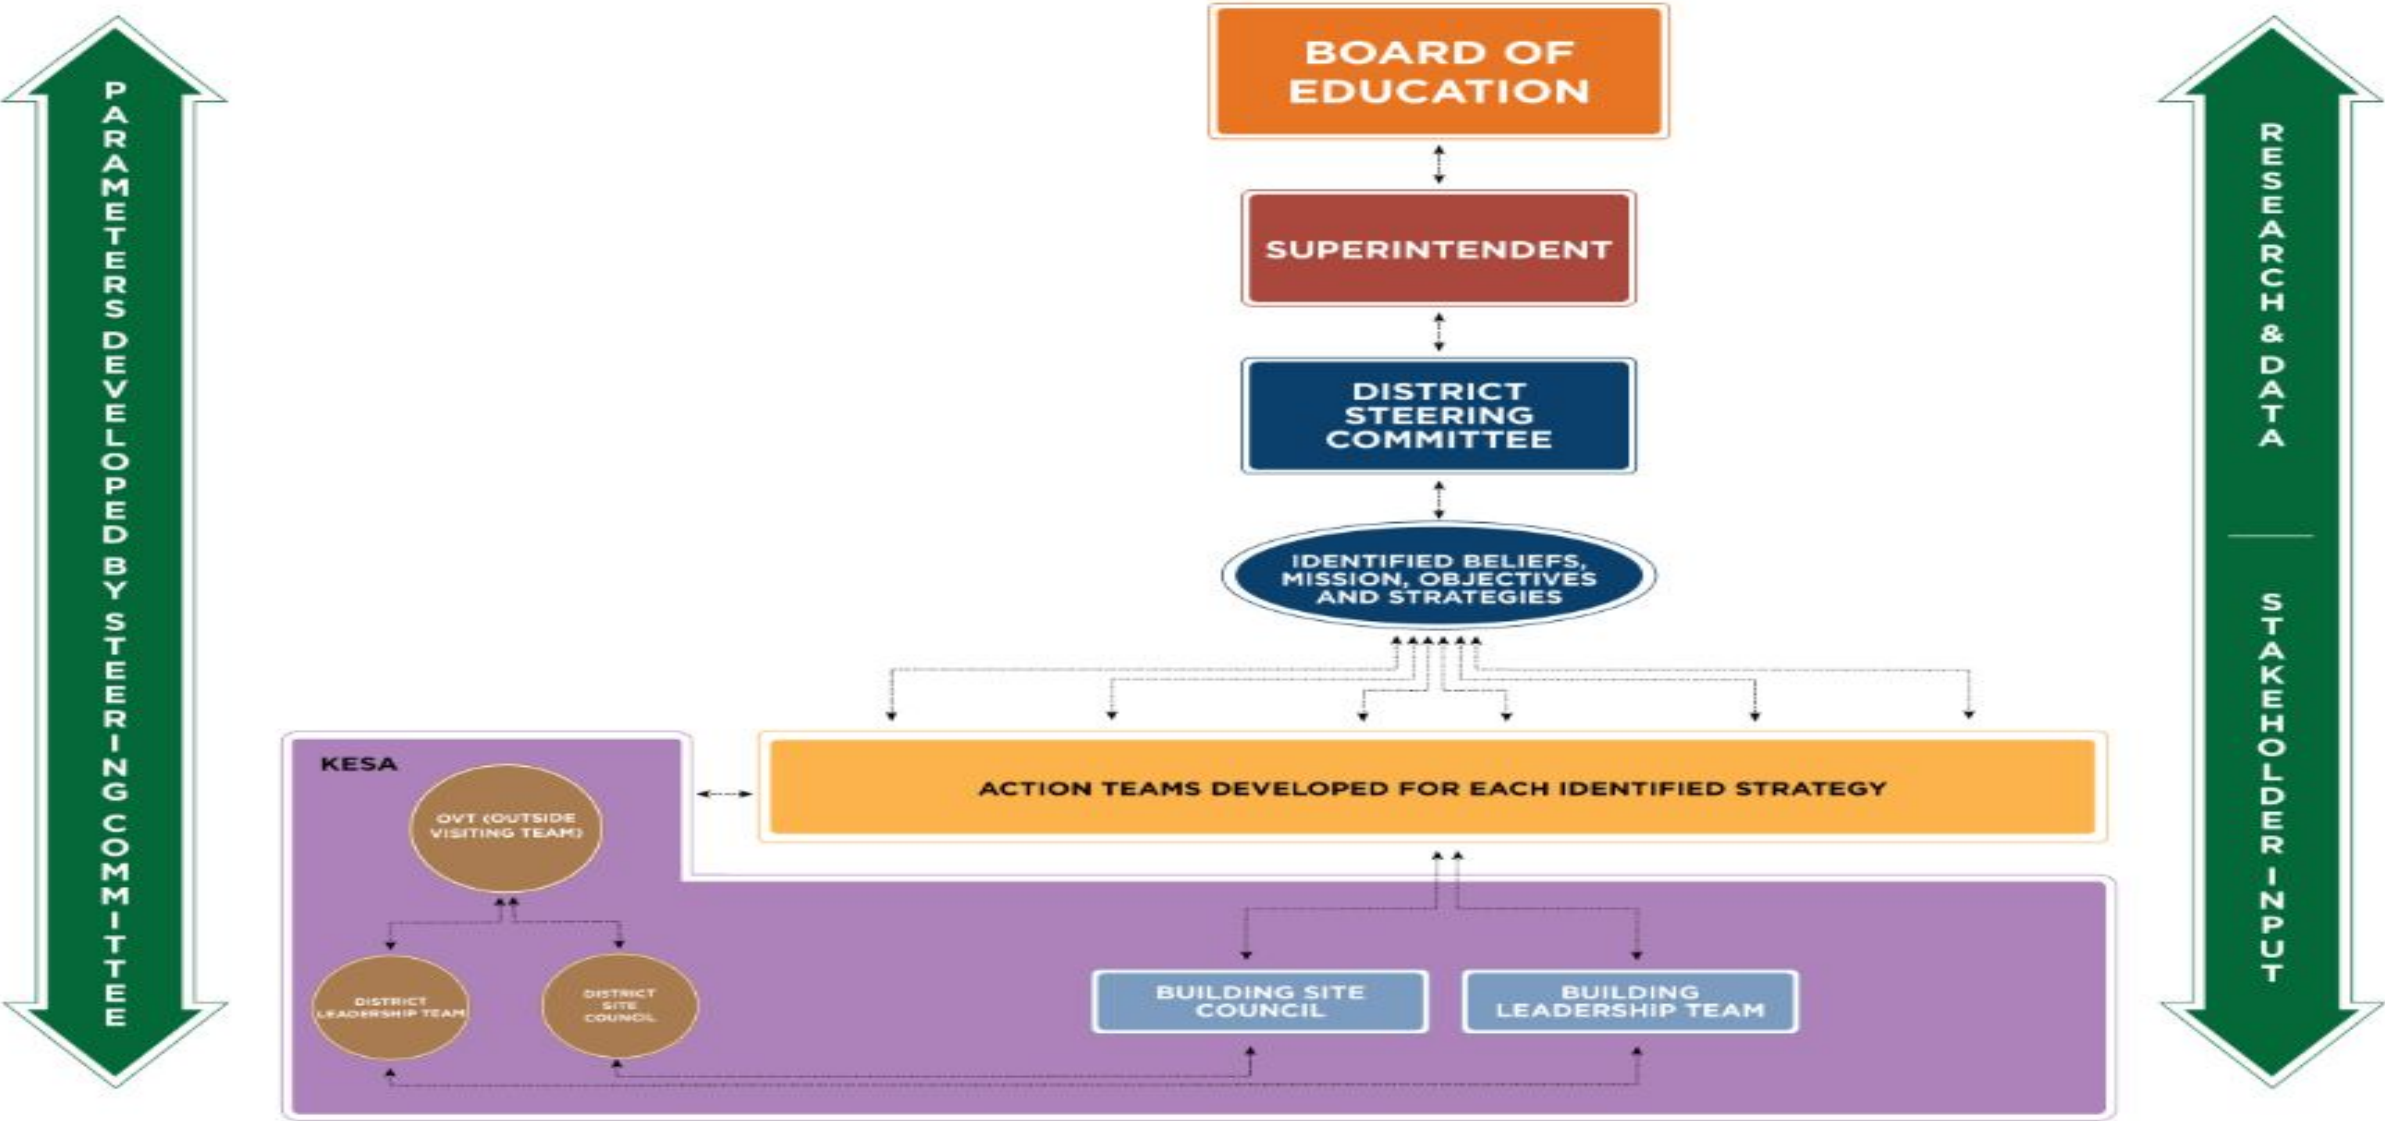 PARAMETERS DEVELOPED BY STEERING COMMITTEE
BOARD OF
EDUCATION
SUPERINTENDENT
DISTRICT
STEERING
COMMITTEE
IDENTIFIED BELIEFS,
MISSION, OBJECTIVES
AND STRATEGIES
ACTION TEAMS DEVELOPED FOR EACH IDENTIFIED STRATEGY
KESA
OVT (OUTSIDE
VISITING TEAM)
DISTRICT
LEADERSHIP TEAM
DISTRICT
SITE
COUNCIL
BUILDING SITE
COUNCIL
BUILDING
LEADERSHIP TEAM
RESEARCH & DATA
STAKEHOLDER INPUT